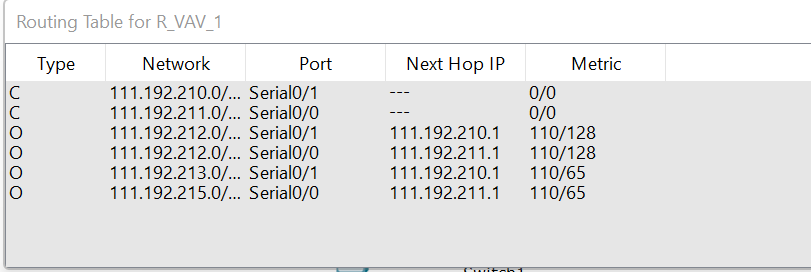 Routing Table for R_VAV_1
Type Network Port Next Hop IP Metric
C 111.192.210.0/... Serial0/1 --- 0/0
C 111.192.211.0/... Serial0/0 --- 0/0
O 111.192.212.0/... Serial0/1 111.192.210.1 110/128
O 111.192.212.0/... Serial0/0 111.192.211.1 110/128
O 111.192.213.0/... Serial0/1 111.192.210.1 110/65
O 111.192.215.0/... Serial0/0 111.192.211.1 110/65
Switch1